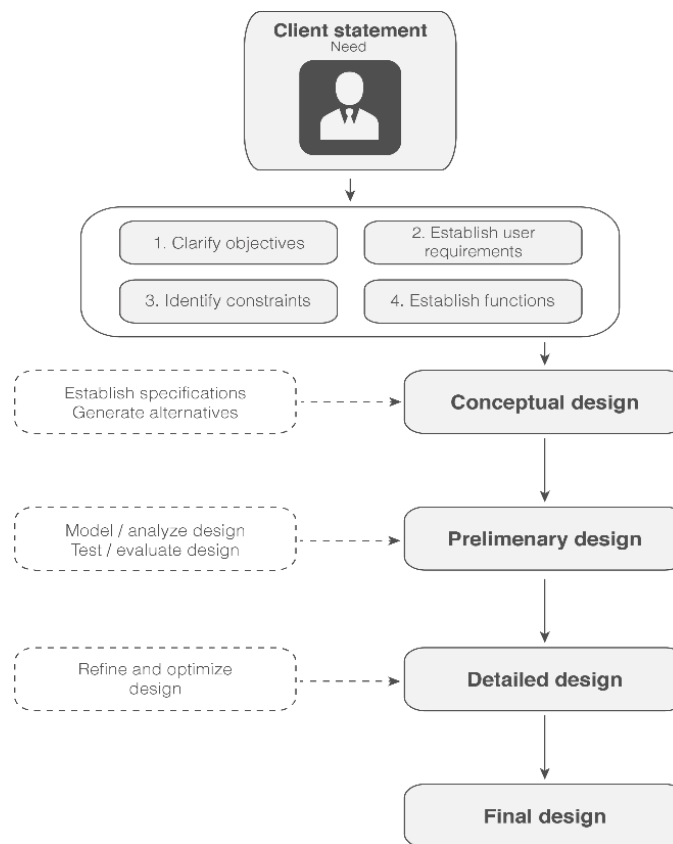 Client statement
Need
1. Clarify objectives
2. Establish user
requirements
3. Identify constraints
4. Establish functions
Establish specifications
Generate alternatives
Conceptual design
Model / analyze design
Test / evaluate design
Prelimenary design
Refine and optimize
design
Detailed design
Final design